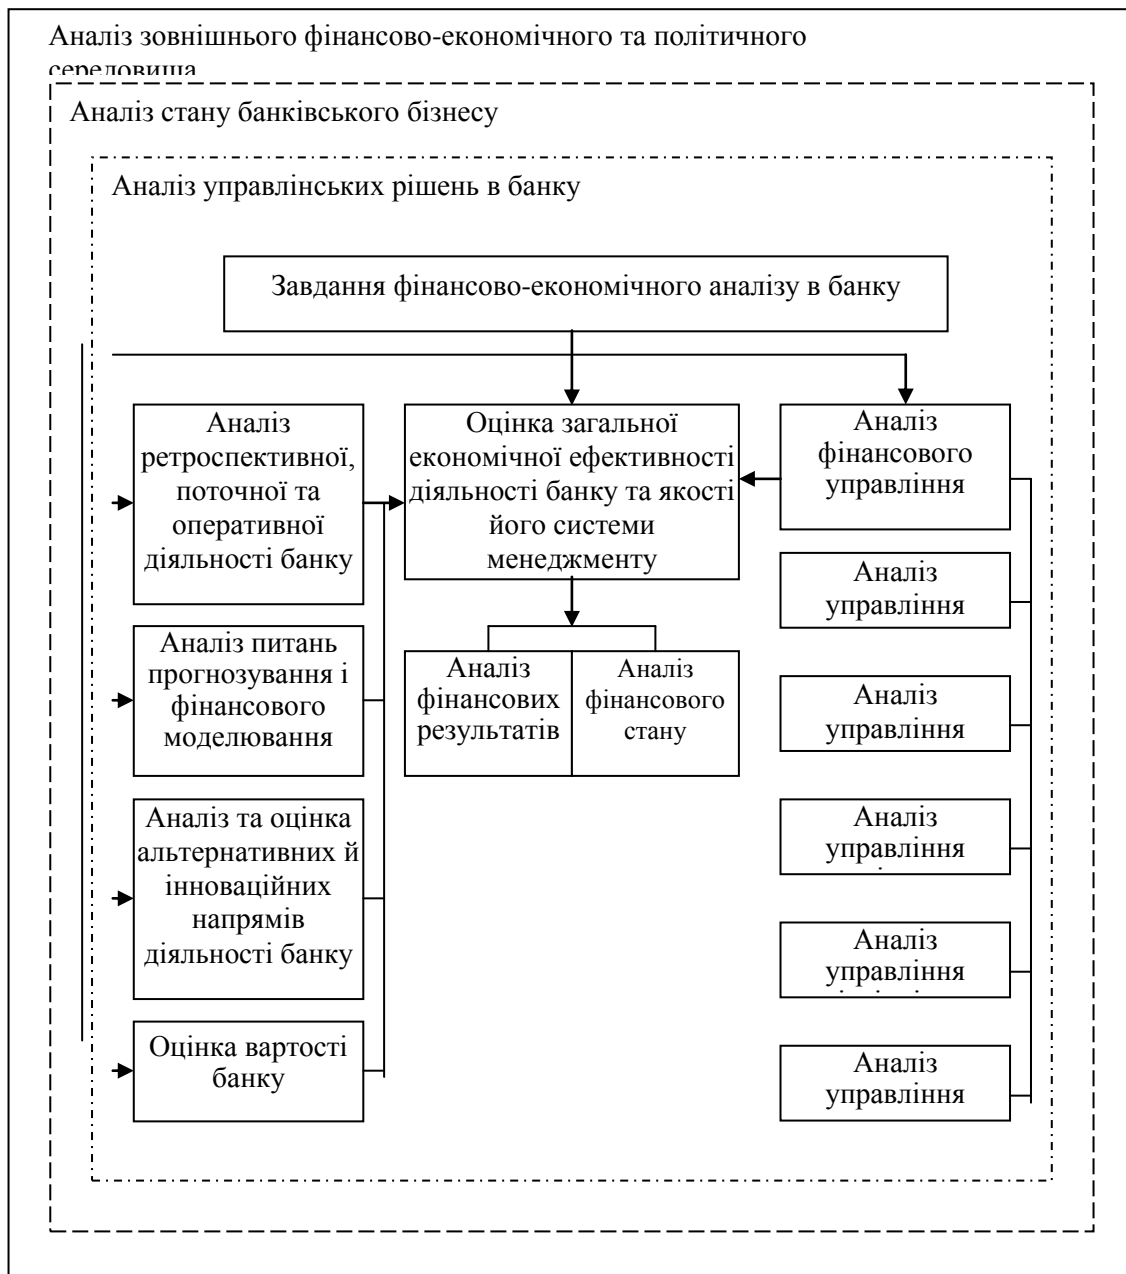 Аналіз зовнішнього фінансово-економічного та політичного
середовища
Аналіз стану банківського бізнесу
Аналіз управлінських рішень в банку
Завдання фінансово-економічного аналізу в банку
Аналіз
ретроспективної,
поточної та
оперативної
діяльності банку
Аналіз питань
прогнозування і
фінансового
моделювання
Аналіз та оцінка
альтернативних й
інноваційних
напрямів
діяльності банку
Оцінка вартості
банку
Оцінка загальної
економічної ефективності
діяльності банку та якості
його системи
менеджменту
Аналіз
фінансових
результатів
Аналіз
фінансового
стану
Аналіз
фінансового
управління
Аналіз
управління
Аналіз
управління
Аналіз
управління
Аналіз
управління
Аналіз
управління